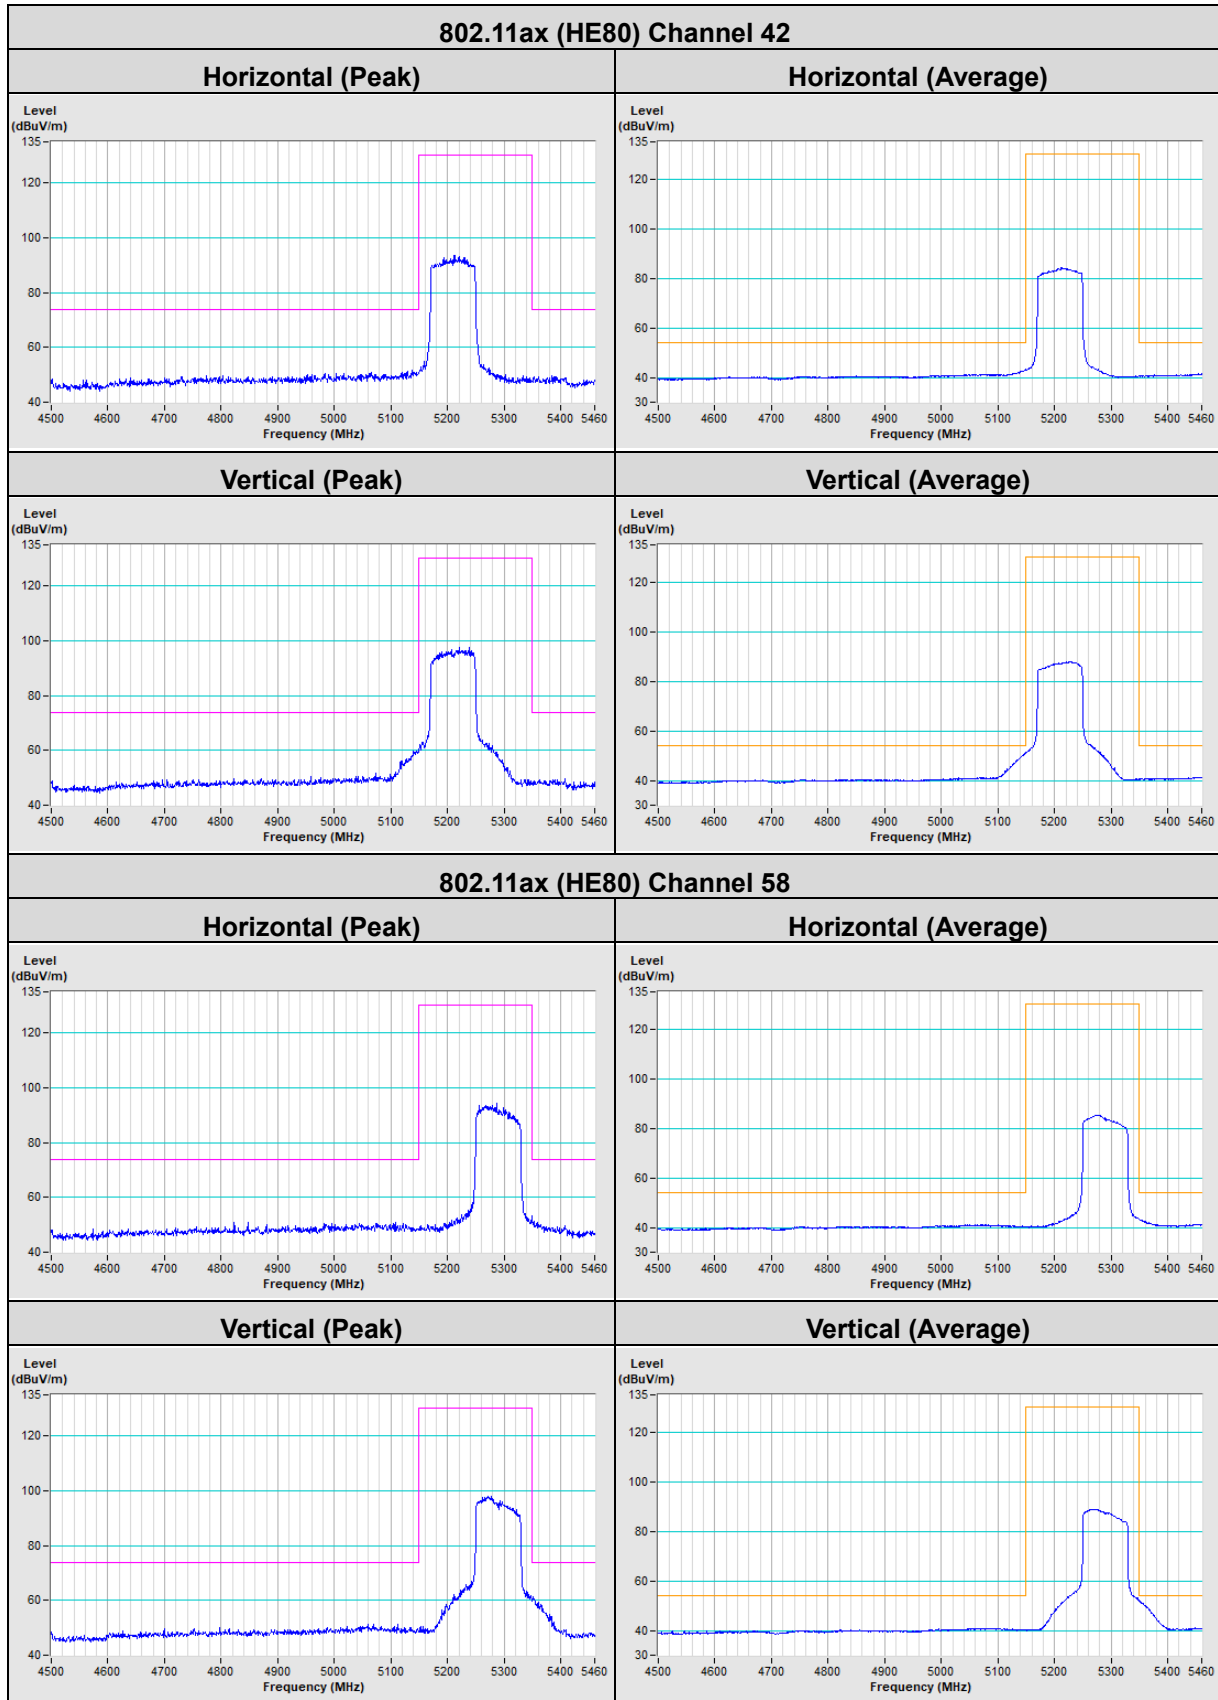 802.11ax (HE80) Channel 42
Horizontal (Peak)
Horizontal (Average)
Level
(dBuV/m)
135
120
100
80
60
40
4500 4600 4700 4800 4900 5000 5100 5200 5300 5400 5460
Frequency (MHz)
Level
(dBuV/m)
135
120
100
80
60
40
30
4500 4600 4700 4800 4900 5000 5100 5200 5300 5400 5460
Frequency (MHz)
Vertical (Peak)
Vertical (Average)
Level
(dBuV/m)
135
120
100
80
60
40
4500 4600 4700 4800 4900 5000 5100 5200 5300 5400 5460
Frequency (MHz)
Level
(dBuV/m)
135
120
100
80
60
40
30
4500 4600 4700 4800 4900 5000 5100 5200 5300 5400 5460
Frequency (MHz)
802.11ax (HE80) Channel 58
Horizontal (Peak)
Horizontal (Average)
Level
(dBuV/m)
135
120
100
80
60
40
4500 4600 4700 4800 4900 5000 5100 5200 5300 5400 5460
Frequency (MHz)
Level
(dBuV/m)
135
120
100
80
60
40
30
4500 4600 4700 4800 4900 5000 5100 5200 5300 5400 5460
Frequency (MHz)
Vertical (Peak)
Vertical (Average)
Level
(dBuV/m)
135
120
100
80
60
40
4500 4600 4700 4800 4900 5000 5100 5200 5300 5400 5460
Frequency (MHz)
Level
(dBuV/m)
135
120
100
80
60
40
30
4500 4600 4700 4800 4900 5000 5100 5200 5300 5400 5460
Frequency (MHz)